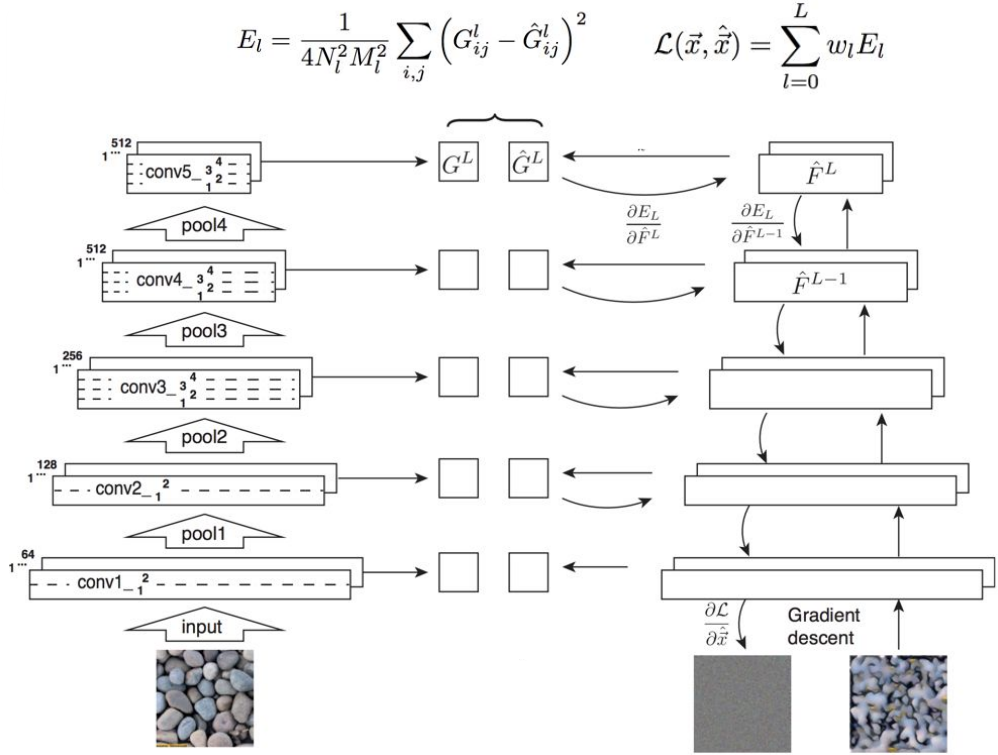 E_l = \frac{1}{4N_l^2 M_l^2} \sum_{i,j} \left( G_{ij}^l - \hat{G}_{ij}^l \right)^2
\mathcal{L}(\vec{x}, \hat{\vec{x}}) = \sum_{l=0}^{L} w_l E_l
1 ... 512
conv5_ 1 2 3 4
G^L
\hat{G}^L
..
\hat{F}^L
pool4
\frac{\partial E_L}{\partial \hat{F}^L}
\frac{\partial E_L}{\partial \hat{F}^{L-1}}
1 ... 512
conv4_ 1 2 3 4
\hat{F}^{L-1}
pool3
1 ... 256
conv3_ 1 2 3 4
pool2
1 ... 128
conv2_ 1 2
pool1
1 ... 64
conv1_ 1 2
input
\frac{\partial \mathcal{L}}{\partial \hat{\vec{x}}}
Gradient
descent